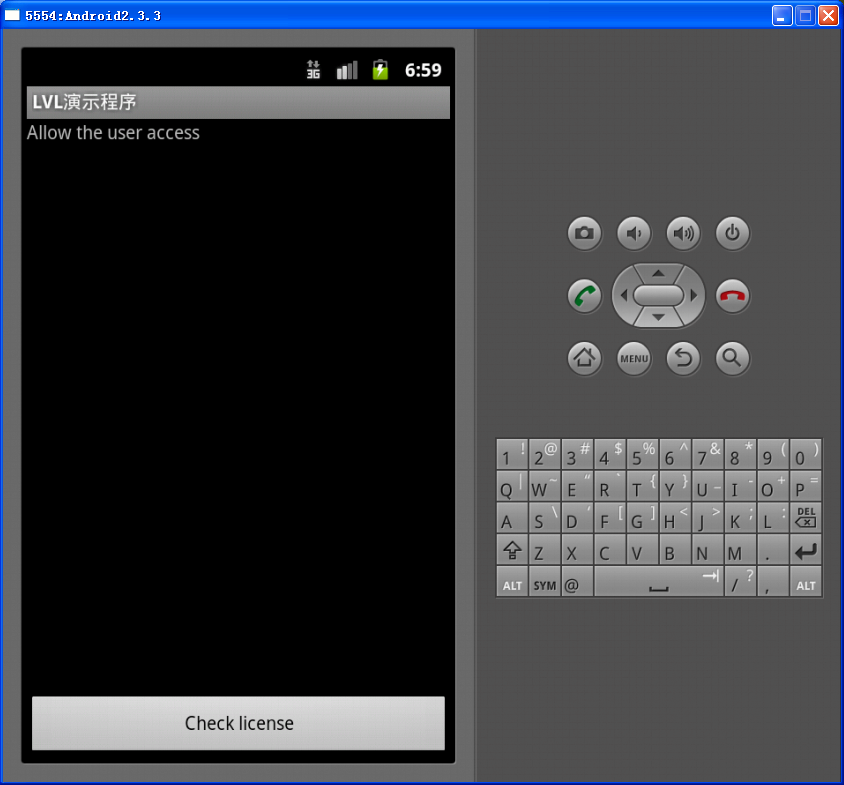 5554:Android2.3.3
3G 6:59
LVL演示程序
Allow the user access
Check license
MENU
1 ! 2 @ 3 # 4 $ 5 % 6 ^ 7 & 8 * 9 ( 0 )
Q | W ~ E " R ` T { Y } U _ I - O + P =
A S \ D ' F [ G ] H < J > K ; L : DEL
Z X C V B N M .
ALT SYM @ / ? , ALT